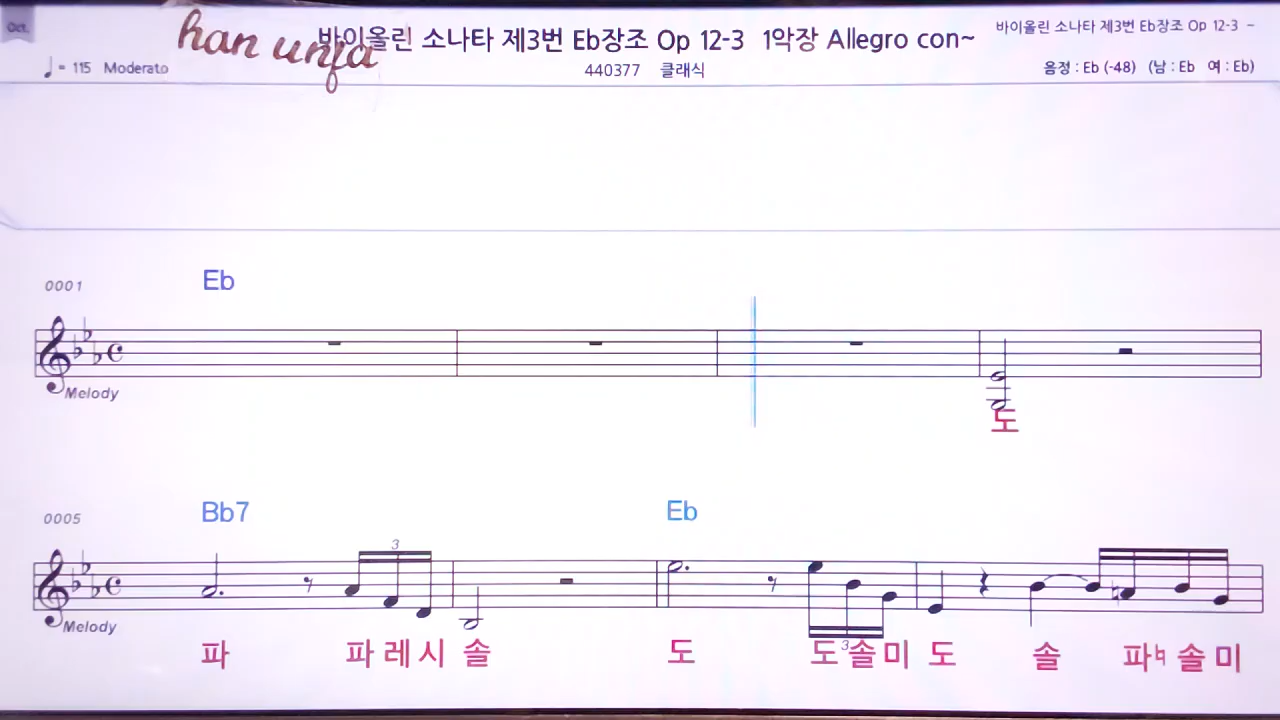 Oct.
han unfa
바이올린 소나타 제3번 Eb장조 Op 12-3 1악장 Allegro con~
바이올린 소나타 제3번 Eb장조 Op 12-3 –
♩= 115 Moderato
440377 클래식
음정 : Eb (-48) (남 : Eb 여 : Eb)
0001
Eb
Melody
도
0005
Bb7 Eb
3
Melody
3
파 파 레 시 솔 도 도 솔 미 도 솔 파♮ 솔 미